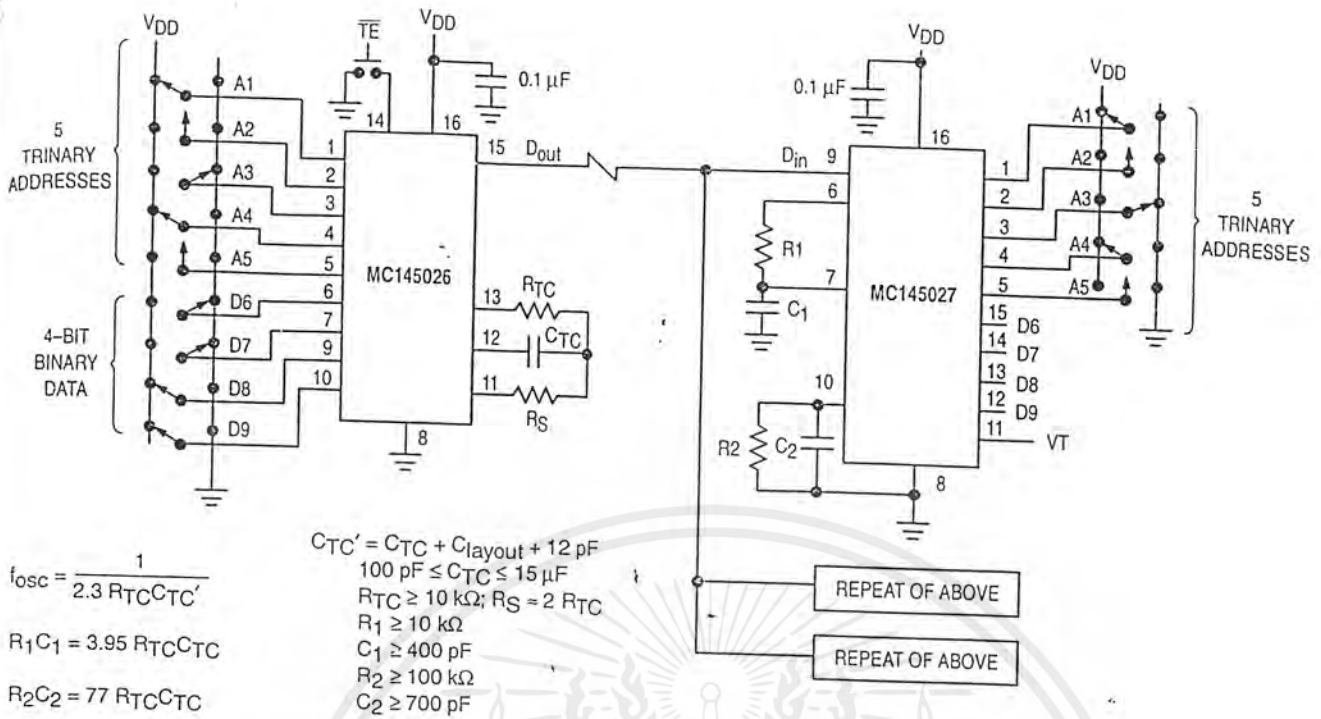 VDD
TE
VDD
0.1 µF
5
TRINARY
ADDRESSES
A1
A2
A3
A4
A5
4–BIT
BINARY
DATA
D6
D7
D8
D9
1
2
3
4
5
6
7
9
10
14
16
15
Dout
MC145026
13
RTC
12
CTC
11
RS
8
VDD
0.1 µF
16
Din
9
6
R1
7
C1
MC145027
10
R2
C2
8
1
2
3
4
5
15
D6
14
D7
13
D8
12
D9
11
VT
VDD
A1
A2
A3
A4
A5
5
TRINARY
ADDRESSES
REPEAT OF ABOVE
REPEAT OF ABOVE
fosc = 1 / 2.3 RTCCTC′
R1C1 = 3.95 RTCCTC
R2C2 = 77 RTCCTC
CTC′ = CTC + Clayout + 12 pF
100 pF ≤ CTC ≤ 15 µF
RTC ≥ 10 kΩ; RS ≈ 2 RTC
R1 ≥ 10 kΩ
C1 ≥ 400 pF
R2 ≥ 100 kΩ
C2 ≥ 700 pF